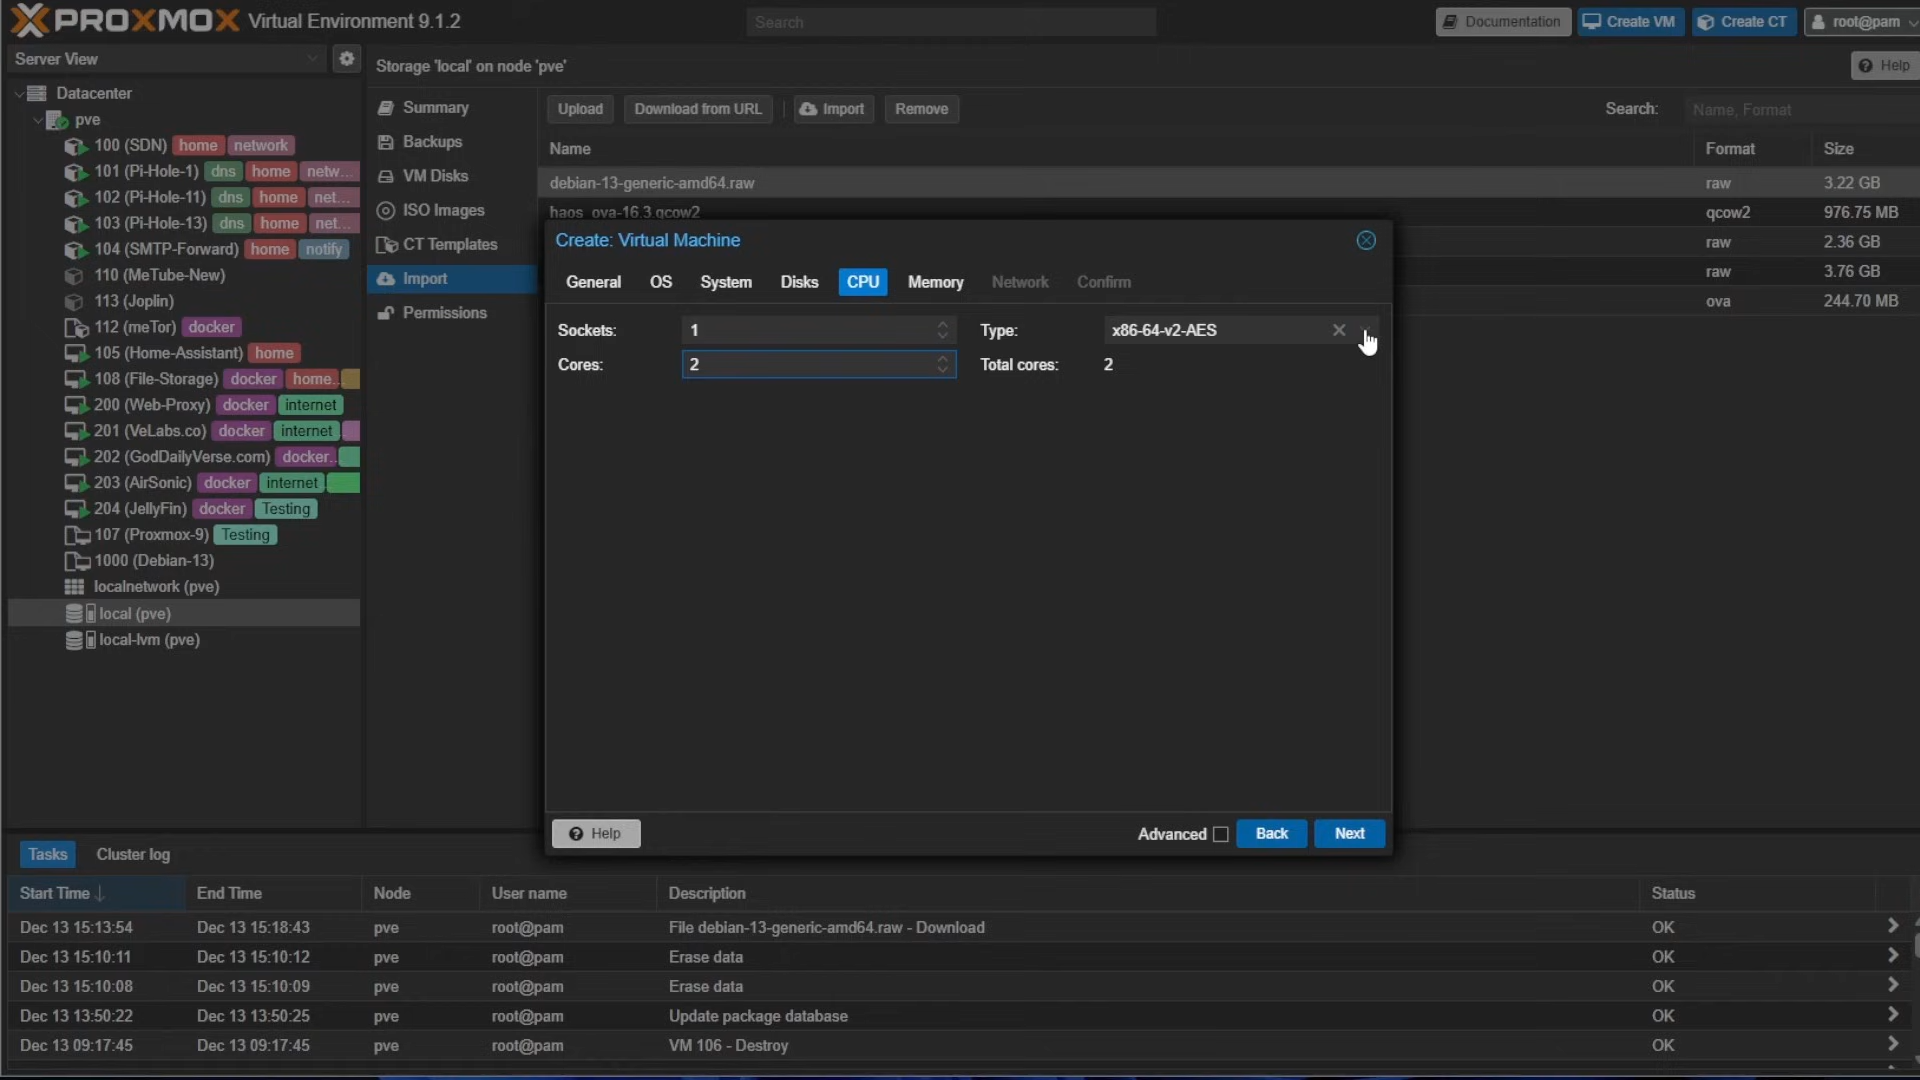 PROXMOX Virtual Environment 9.1.2
Search
Documentation
Create VM
Create CT
root@pam
Server View
Storage 'local' on node 'pve'
Help
Datacenter
pve
100 (SDN) home network
101 (Pi-Hole-1) dns home netw...
102 (Pi-Hole-11) dns home net...
103 (Pi-Hole-13) dns home net...
104 (SMTP-Forward) home notify
110 (MeTube-New)
113 (Joplin)
112 (meTor) docker
105 (Home-Assistant) home
108 (File-Storage) docker home...
200 (Web-Proxy) docker internet
201 (VeLabs.co) docker internet
202 (GodDailyVerse.com) docker...
203 (AirSonic) docker internet
204 (JellyFin) docker Testing
107 (Proxmox-9) Testing
1000 (Debian-13)
localnetwork (pve)
local (pve)
local-lvm (pve)
Summary
Backups
VM Disks
ISO Images
CT Templates
Import
Permissions
Upload
Download from URL
Import
Remove
Search:
Name, Format
Name Format Size
debian-13-generic-amd64.raw raw 3.22 GB
haos_ova-16.3.qcow2 qcow2 976.75 MB
raw 2.36 GB
raw 3.76 GB
ova 244.70 MB
Create: Virtual Machine
General OS System Disks CPU Memory Network Confirm
Sockets: 1 Type: x86-64-v2-AES
Cores: 2 Total cores: 2
Help
Advanced
Back
Next
Tasks Cluster log
Start Time End Time Node User name Description Status
Dec 13 15:13:54 Dec 13 15:18:43 pve root@pam File debian-13-generic-amd64.raw - Download OK
Dec 13 15:10:11 Dec 13 15:10:12 pve root@pam Erase data OK
Dec 13 15:10:08 Dec 13 15:10:09 pve root@pam Erase data OK
Dec 13 13:50:22 Dec 13 13:50:25 pve root@pam Update package database OK
Dec 13 09:17:45 Dec 13 09:17:45 pve root@pam VM 106 - Destroy OK